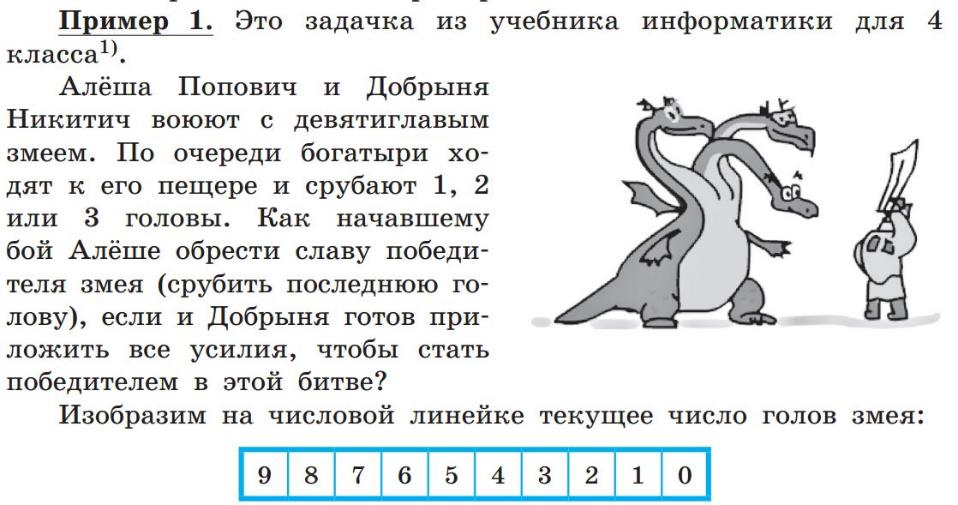 Пример 1. Это задачка из учебника информатики для 4
класса¹⁾.
Алёша Попович и Добрыня
Никитич воюют с девятиглавым
змеем. По очереди богатыри хо-
дят к его пещере и срубают 1, 2
или 3 головы. Как начавшему
бой Алёше обрести славу победи-
теля змея (срубить последнюю го-
лову), если и Добрыня готов при-
ложить все усилия, чтобы стать
победителем в этой битве?
Изобразим на числовой линейке текущее число голов змея:
9 8 7 6 5 4 3 2 1 0